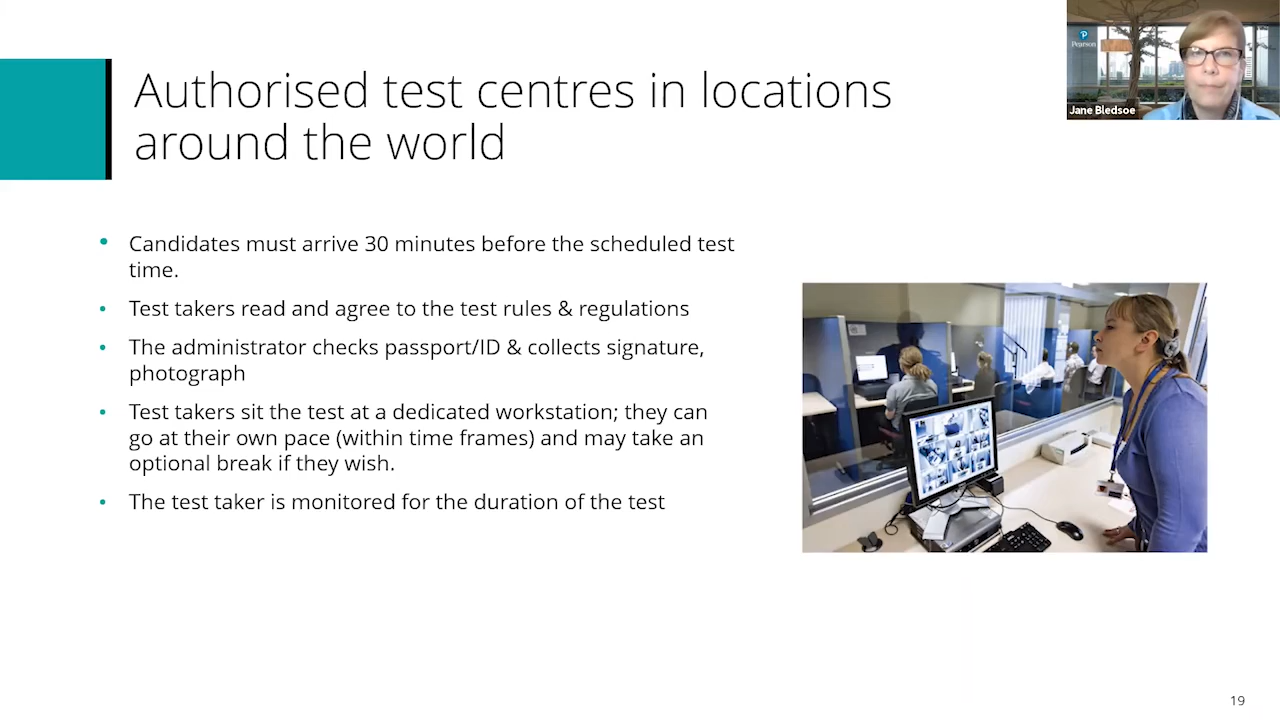 Authorised test centres in locations
around the world
Pearson
Jane Bledsoe
• Candidates must arrive 30 minutes before the scheduled test
time.
• Test takers read and agree to the test rules & regulations
• The administrator checks passport/ID & collects signature,
photograph
• Test takers sit the test at a dedicated workstation; they can
go at their own pace (within time frames) and may take an
optional break if they wish.
• The test taker is monitored for the duration of the test
19